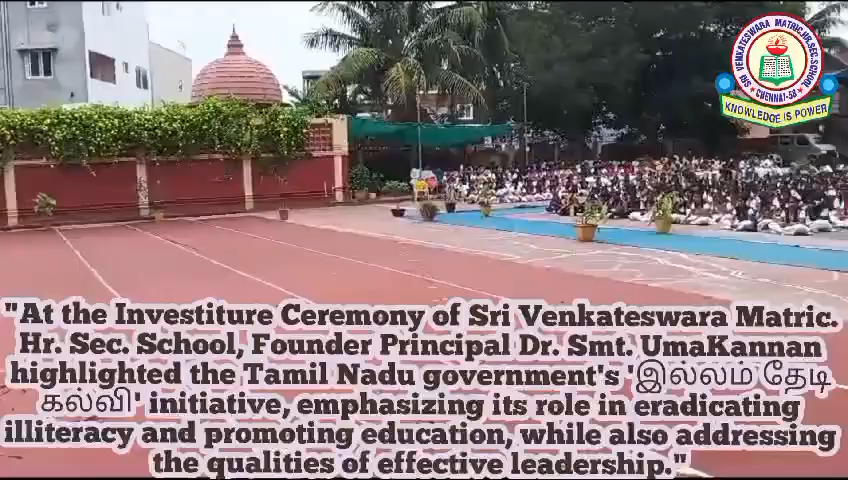 SRI VENKATESWARA MATRIC.HR.SEC.SCHOOL
★ CHENNAI-58 ★
KNOWLEDGE IS POWER
"At the Investiture Ceremony of Sri Venkateswara Matric.
Hr. Sec. School, Founder Principal Dr. Smt. UmaKannan
highlighted the Tamil Nadu government's 'இல்லம் தேடி
கல்வி' initiative, emphasizing its role in eradicating
illiteracy and promoting education, while also addressing
the qualities of effective leadership."